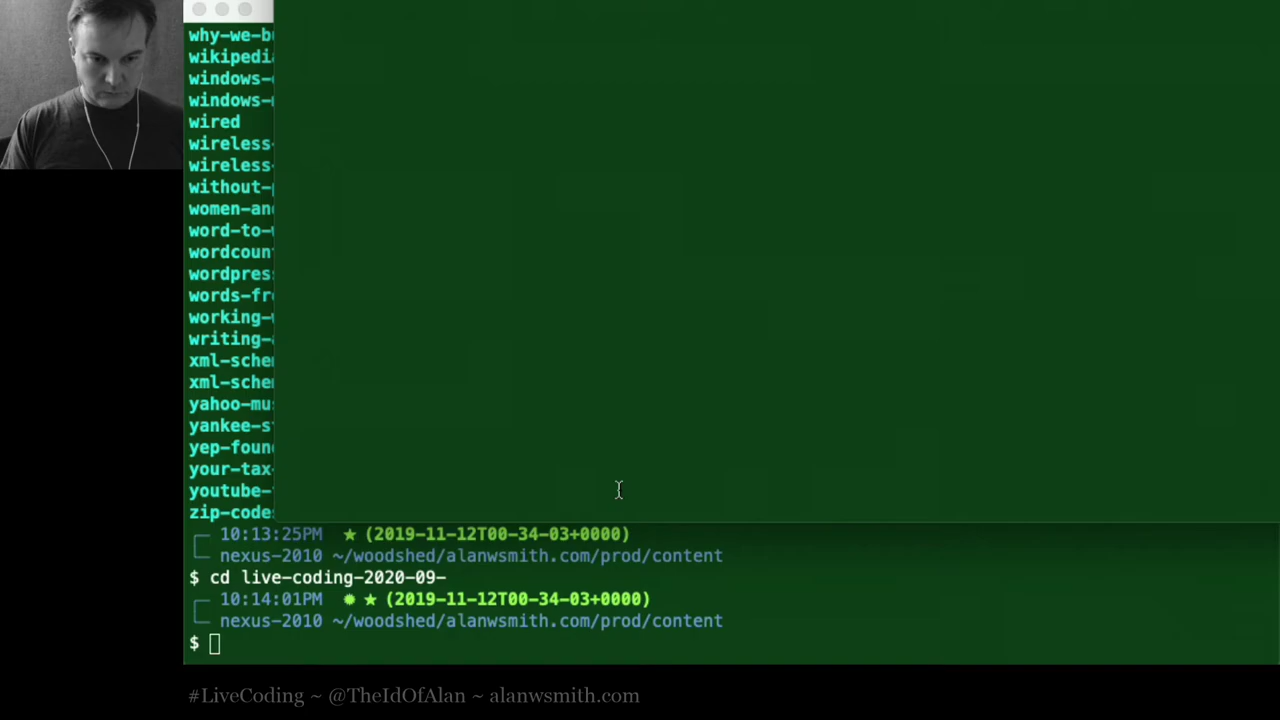 why-we-b
wikipedi
windows-
windows-
wired
wireless-
wireless-
without-
women-an
word-to-
wordcoun
wordpres
words-fr
working-
writing-
xml-sche
xml-sche
yahoo-mu
yankee-s
yep-foun
your-tax-
youtube-
zip-code
10:13:25PM ★ (2019-11-12T00-34-03+0000)
nexus-2010 ~/woodshed/alanwsmith.com/prod/content
$ cd live-coding-2020-09-
10:14:01PM ✹ ★ (2019-11-12T00-34-03+0000)
nexus-2010 ~/woodshed/alanwsmith.com/prod/content
$
#LiveCoding ~ @TheIdOfAlan ~ alanwsmith.com